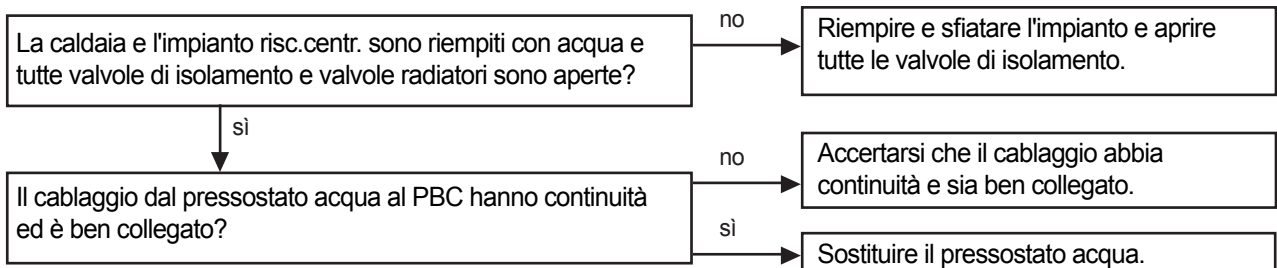 La caldaia e l'impianto risc.centr. sono riempiti con acqua e
tutte valvole di isolamento e valvole radiatori sono aperte?
no
Riempire e sfiatare l'impianto e aprire
tutte le valvole di isolamento.
sì
Il cablaggio dal pressostato acqua al PBC hanno continuità
ed è ben collegato?
no
Accertarsi che il cablaggio abbia
continuità e sia ben collegato.
sì
Sostituire il pressostato acqua.